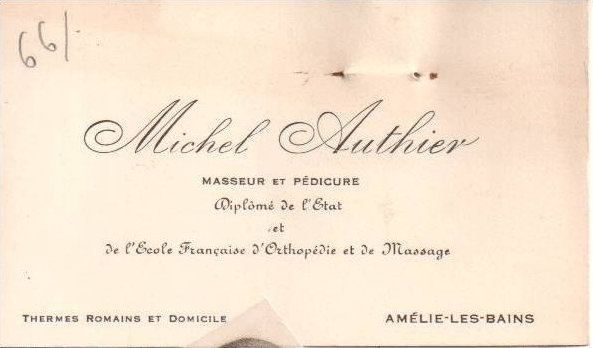 661.
Michel Authier
MASSEUR ET PÉDICURE
Diplômé de l'Etat
et
de l'Ecole Française d'Orthopédie et de Massage
THERMES ROMAINS ET DOMICILE
AMÉLIE-LES-BAINS